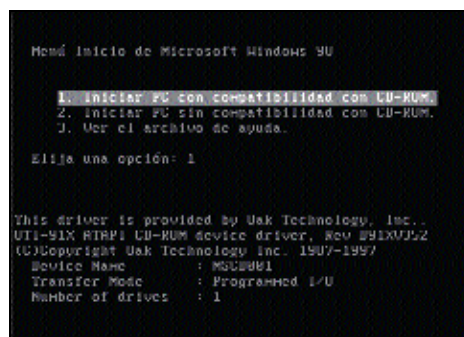 Menú Inicio de Microsoft Windows 98
1. Iniciar PC con compatibilidad con CD-ROM.
2. Iniciar PC sin compatibilidad con CD-ROM.
3. Ver el archivo de ayuda.
Elija una opción: 1
This driver is provided by Oak Technology, Inc..
OTI-91X ATAPI CD-ROM device driver, Rev D91XV352
(C)Copyright Oak Technology Inc. 1987-1997
Device Name : MSCD001
Transfer Mode : Programmed I/O
Number of drives : 1